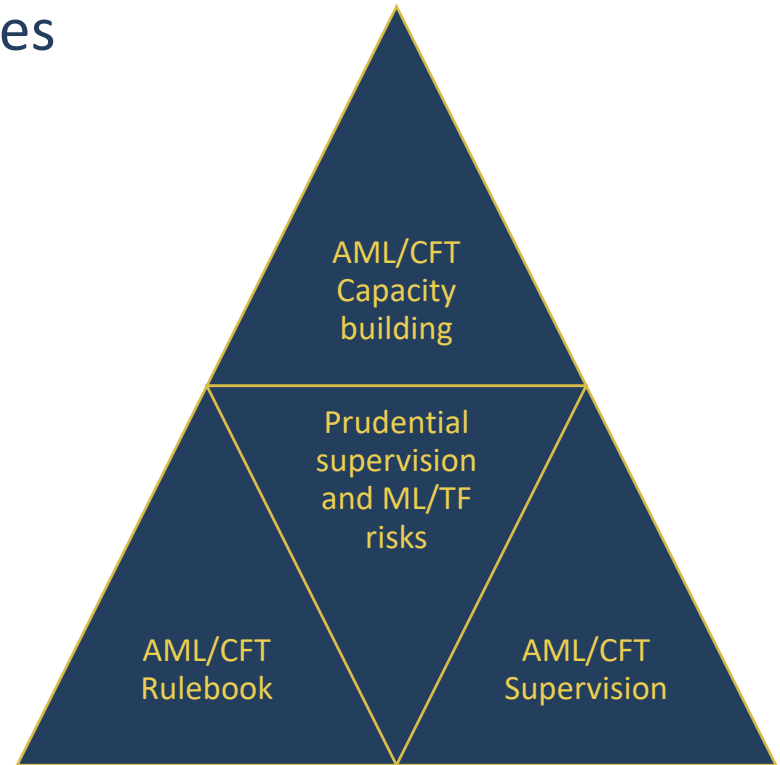 es
AML/CFT
Capacity
building
Prudential
supervision
and ML/TF
risks
AML/CFT
Rulebook
AML/CFT
Supervision